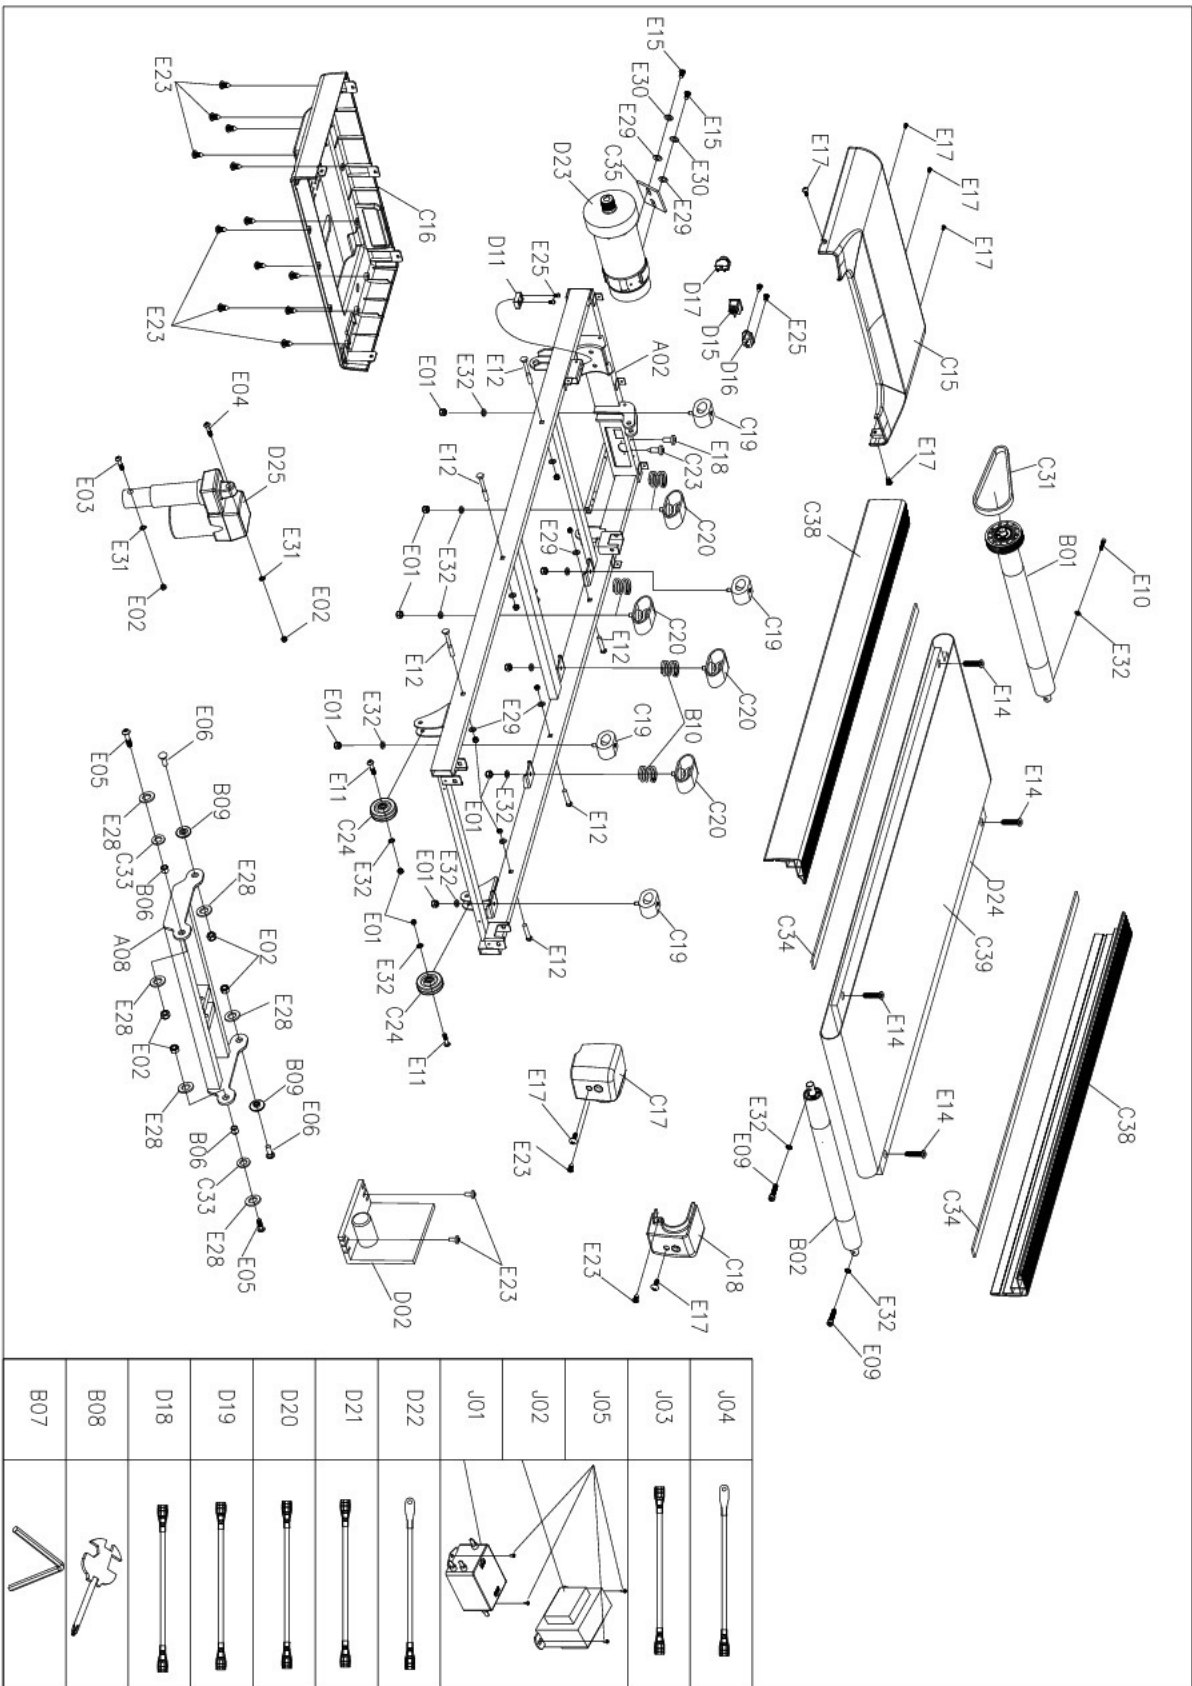 E15
E30
E29
C35
D23
E15
E30
E29
E17
E17
E17
E17
C15
E17
E23
C16
E23
D11
E25
D17
D15
D16
E25
C31
B01
E10
E32
E12
A02
E01
E32
C19
E18
C23
C38
E04
D25
E03
E31
E02
E31
E02
E12
E01
E32
C20
E29
E01
E32
C19
C20
E12
E12
E14
E14
D24
C39
C34
E14
E14
C38
C34
E01
E32
E29
C19
B10
C20
C20
E01
E32
E12
E11
C24
E32
E01
E01
E32
E32
C24
E11
E12
C19
E05
E06
E28
B09
C33
B06
E28
A08
E02
E28
E02
E28
E28
B09
E06
B06
C33
E28
E05
E17
C17
E23
E32
E09
B02
E32
E09
E23
D02
E23
C18
E17
B07
B08
D18
D19
D20
D21
D22
J01
J02
J05
J03
J04